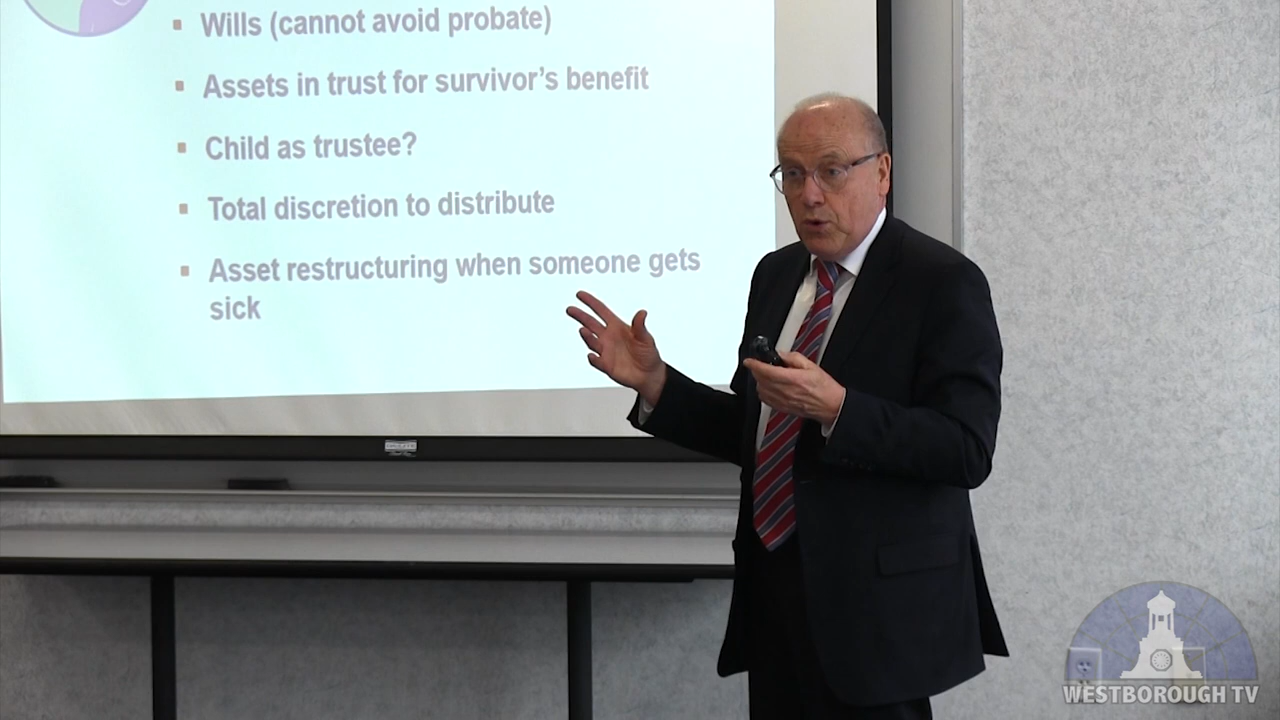 Wills (cannot avoid probate)
Assets in trust for survivor's benefit
Child as trustee?
Total discretion to distribute
Asset restructuring when someone gets
sick
WESTBOROUGH TV